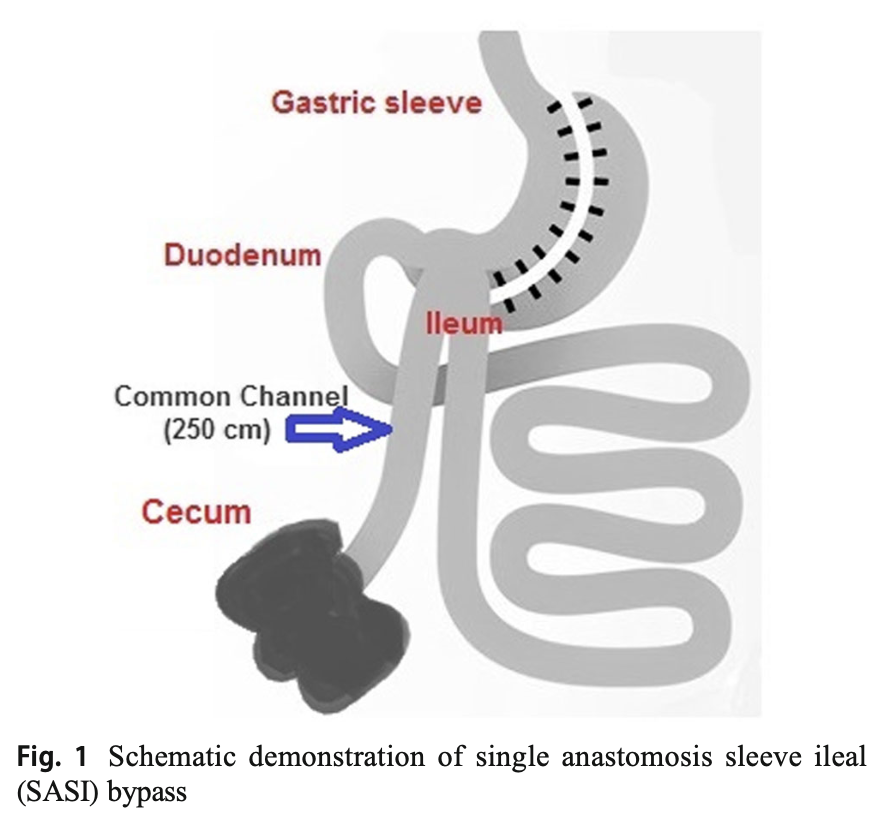 Gastric sleeve
Duodenum
Ileum
Common Channel
(250 cm)
Cecum
Fig. 1 Schematic demonstration of single anastomosis sleeve ileal
(SASI) bypass